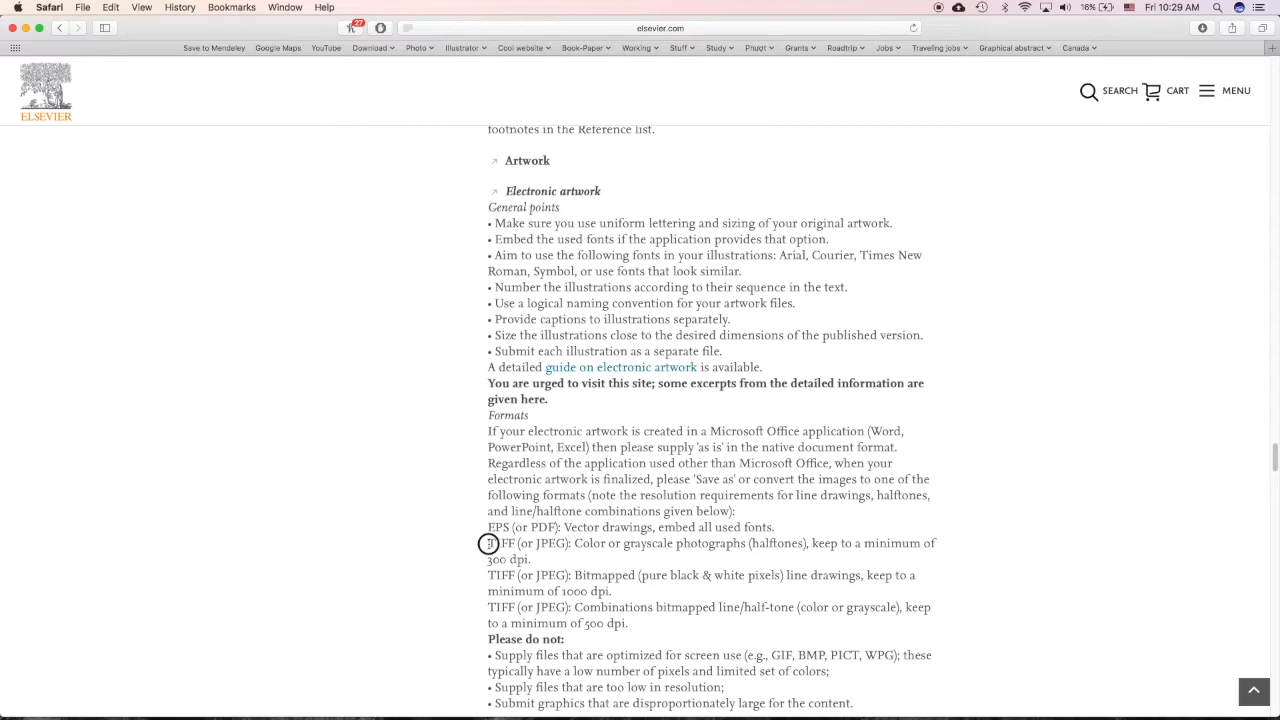 Safari File Edit View History Bookmarks Window Help
16% Fri 10:29 AM
27
elsevier.com
Save to Mendeley Google Maps YouTube Download Photo Illustrator Cool website Book-Paper Working Stuff Study Phượt Grants Roadtrip Jobs Traveling jobs Graphical abstract Canada
ELSEVIER
SEARCH CART MENU
footnotes in the Reference list.
Artwork
Electronic artwork
General points
• Make sure you use uniform lettering and sizing of your original artwork.
• Embed the used fonts if the application provides that option.
• Aim to use the following fonts in your illustrations: Arial, Courier, Times New
Roman, Symbol, or use fonts that look similar.
• Number the illustrations according to their sequence in the text.
• Use a logical naming convention for your artwork files.
• Provide captions to illustrations separately.
• Size the illustrations close to the desired dimensions of the published version.
• Submit each illustration as a separate file.
A detailed guide on electronic artwork is available.
You are urged to visit this site; some excerpts from the detailed information are
given here.
Formats
If your electronic artwork is created in a Microsoft Office application (Word,
PowerPoint, Excel) then please supply 'as is' in the native document format.
Regardless of the application used other than Microsoft Office, when your
electronic artwork is finalized, please 'Save as' or convert the images to one of the
following formats (note the resolution requirements for line drawings, halftones,
and line/halftone combinations given below):
EPS (or PDF): Vector drawings, embed all used fonts.
TIFF (or JPEG): Color or grayscale photographs (halftones), keep to a minimum of
300 dpi.
TIFF (or JPEG): Bitmapped (pure black & white pixels) line drawings, keep to a
minimum of 1000 dpi.
TIFF (or JPEG): Combinations bitmapped line/half-tone (color or grayscale), keep
to a minimum of 500 dpi.
Please do not:
• Supply files that are optimized for screen use (e.g., GIF, BMP, PICT, WPG); these
typically have a low number of pixels and limited set of colors;
• Supply files that are too low in resolution;
• Submit graphics that are disproportionately large for the content.